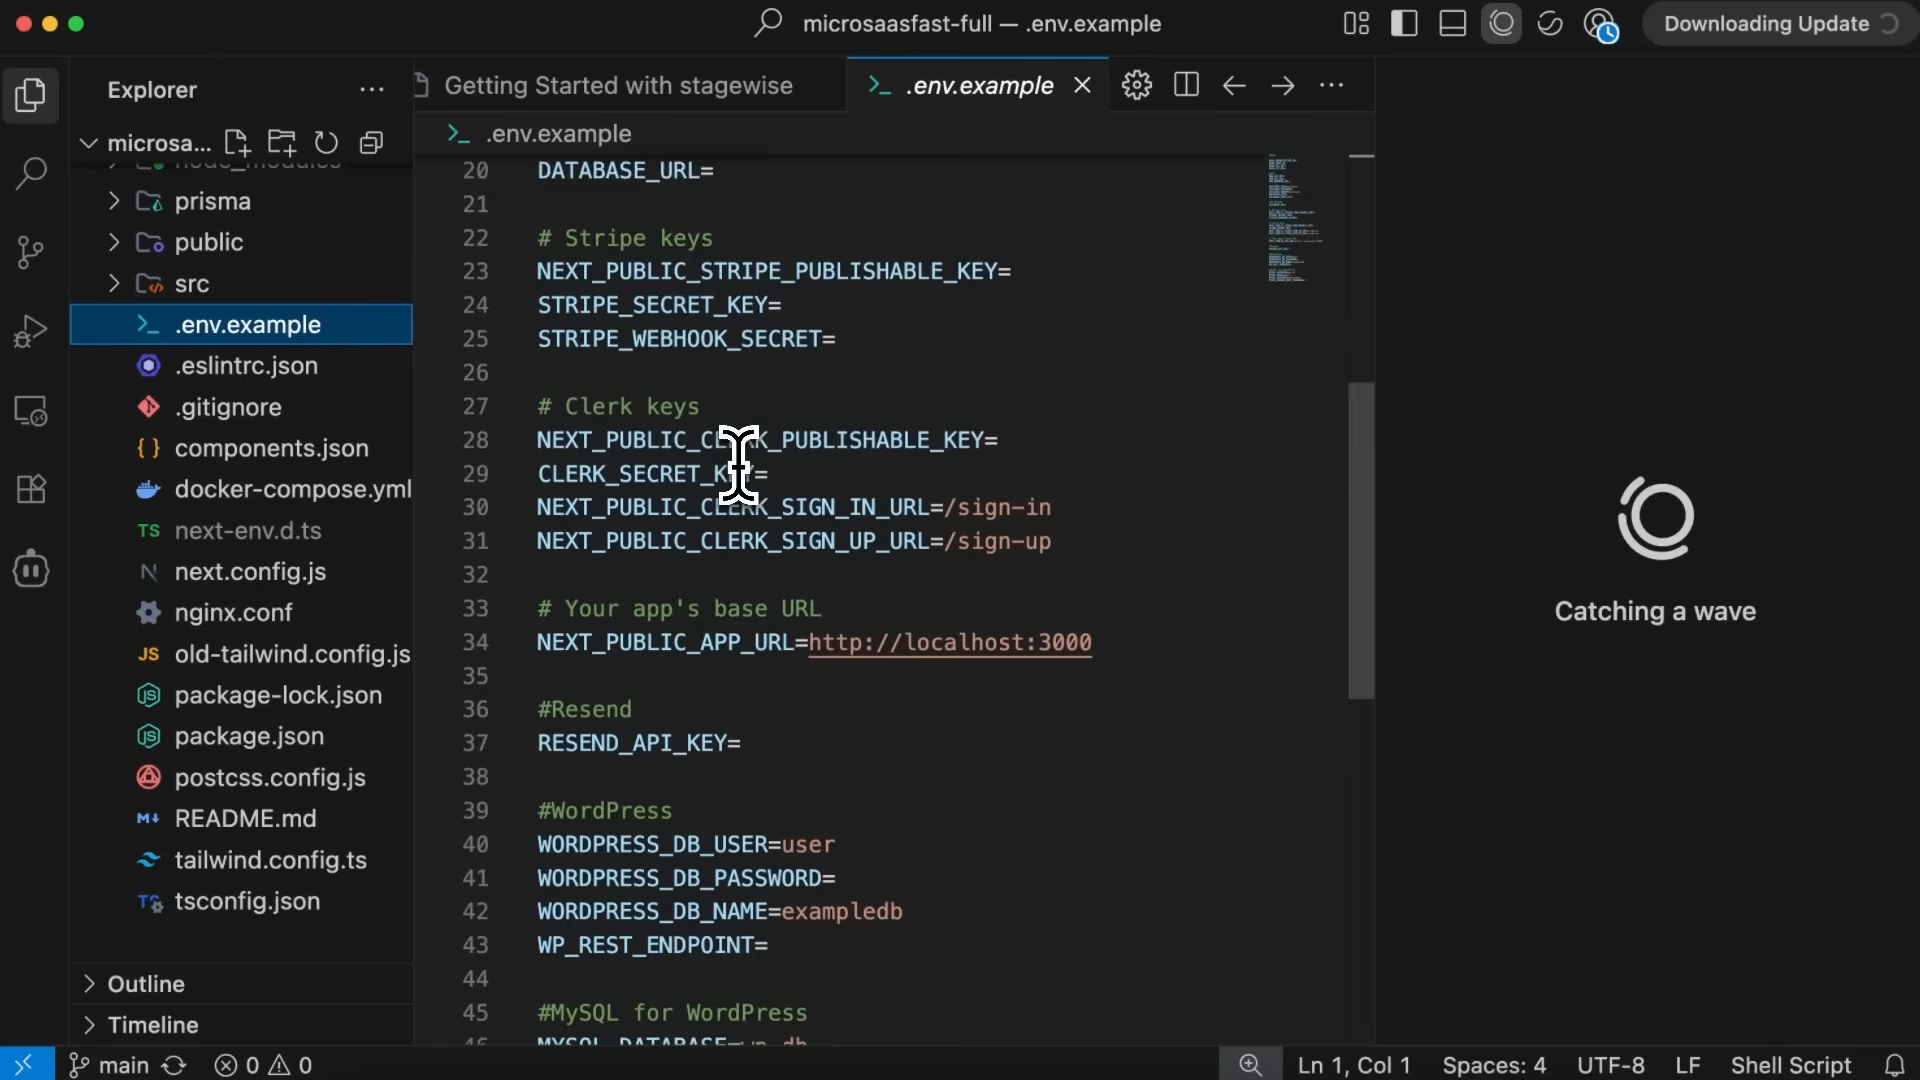 microsaasfast-full — .env.example
Downloading Update
Explorer
Getting Started with stagewise
.env.example
microsa...
.env.example
node_modules
prisma
public
src
.env.example
.eslintrc.json
.gitignore
components.json
docker-compose.yml
next-env.d.ts
next.config.js
nginx.conf
old-tailwind.config.js
package-lock.json
package.json
postcss.config.js
README.md
tailwind.config.ts
tsconfig.json
Outline
Timeline
20 DATABASE_URL=
21
22 # Stripe keys
23 NEXT_PUBLIC_STRIPE_PUBLISHABLE_KEY=
24 STRIPE_SECRET_KEY=
25 STRIPE_WEBHOOK_SECRET=
26
27 # Clerk keys
28 NEXT_PUBLIC_CLERK_PUBLISHABLE_KEY=
29 CLERK_SECRET_KEY=
30 NEXT_PUBLIC_CLERK_SIGN_IN_URL=/sign-in
31 NEXT_PUBLIC_CLERK_SIGN_UP_URL=/sign-up
32
33 # Your app's base URL
34 NEXT_PUBLIC_APP_URL=http://localhost:3000
35
36 #Resend
37 RESEND_API_KEY=
38
39 #WordPress
40 WORDPRESS_DB_USER=user
41 WORDPRESS_DB_PASSWORD=
42 WORDPRESS_DB_NAME=exampledb
43 WP_REST_ENDPOINT=
44
45 #MySQL for WordPress
46 MYSQL_DATABASE=wp_db
Catching a wave
main
0 0
Ln 1, Col 1
Spaces: 4
UTF-8
LF
Shell Script